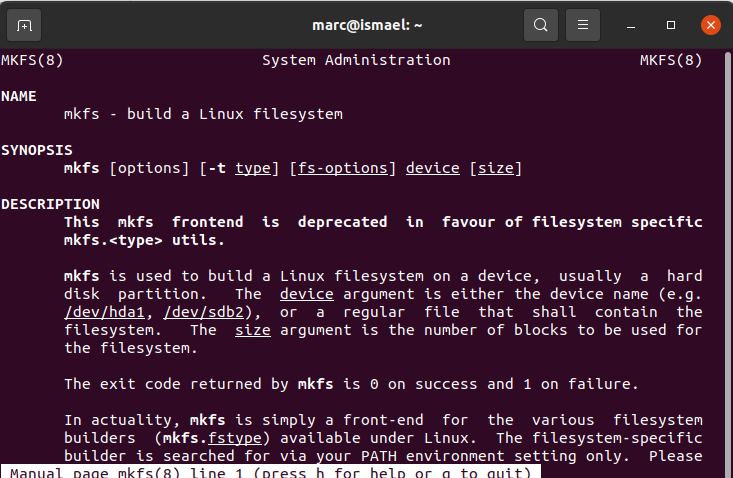 marc@ismael: ~
MKFS(8) System Administration MKFS(8)
NAME
mkfs - build a Linux filesystem
SYNOPSIS
mkfs [options] [-t type] [fs-options] device [size]
DESCRIPTION
This mkfs frontend is deprecated in favour of filesystem specific
mkfs.<type> utils.
mkfs is used to build a Linux filesystem on a device, usually a hard
disk partition. The device argument is either the device name (e.g.
/dev/hda1, /dev/sdb2), or a regular file that shall contain the
filesystem. The size argument is the number of blocks to be used for
the filesystem.
The exit code returned by mkfs is 0 on success and 1 on failure.
In actuality, mkfs is simply a front-end for the various filesystem
builders (mkfs.fstype) available under Linux. The filesystem-specific
builder is searched for via your PATH environment setting only. Please
Manual page mkfs(8) line 1 (press h for help or q to quit)